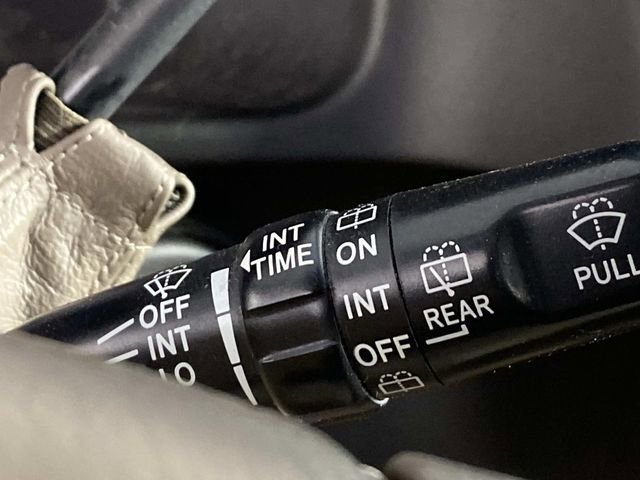 OFF
INT
LO
INT
TIME
ON
INT
OFF
REAR
PULL